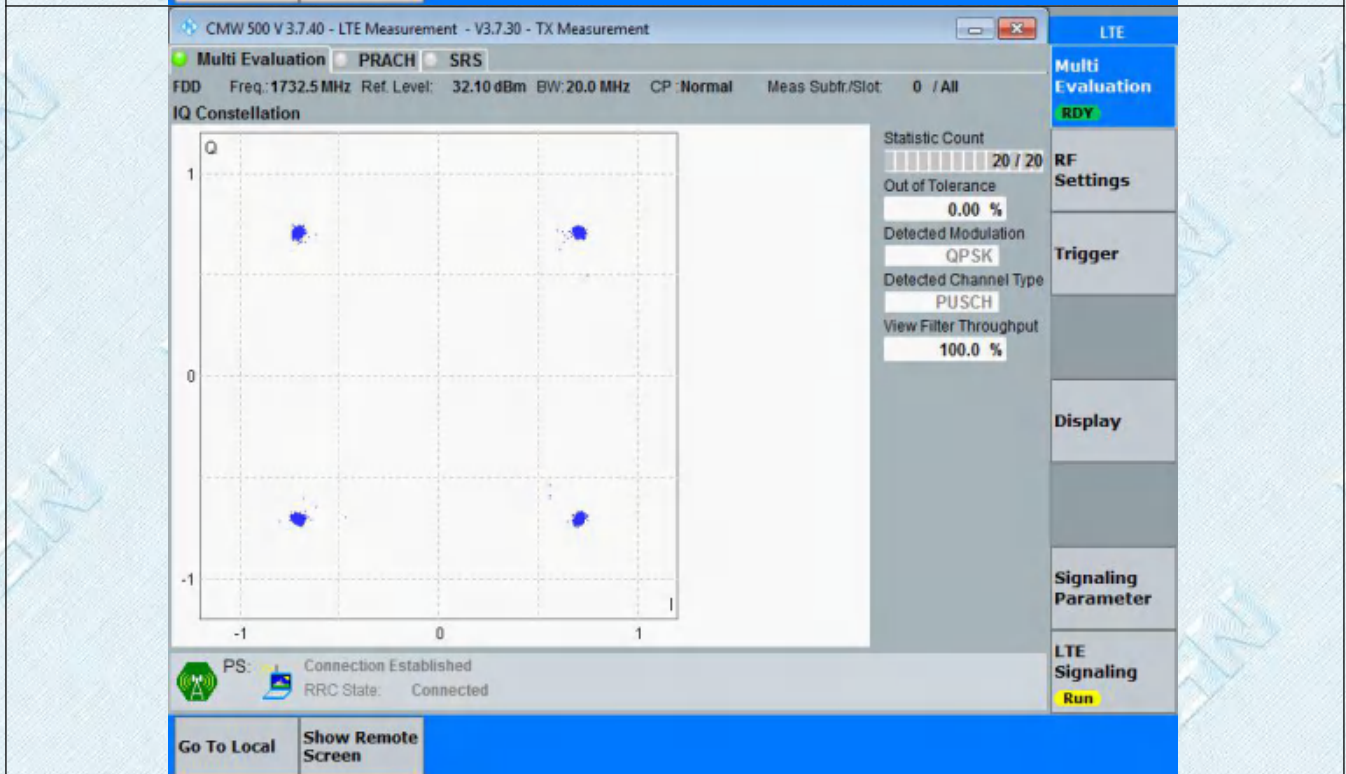 CMW 500 V 3.7.40 - LTE Measurement - V3.7.30 - TX Measurement
LTE
Multi Evaluation PRACH SRS
FDD Freq.: 1732.5 MHz Ref. Level: 32.10 dBm BW: 20.0 MHz CP : Normal Meas Subfr./Slot: 0 / All
IQ Constellation
Q
1
0
-1
I
-1 0 1
Statistic Count
20 / 20
Out of Tolerance
0.00 %
Detected Modulation
QPSK
Detected Channel Type
PUSCH
View Filter Throughput
100.0 %
Multi
Evaluation
RDY
RF
Settings
Trigger
Display
Signaling
Parameter
LTE
Signaling
Run
PS: Connection Established
RRC State: Connected
Go To Local
Show Remote
Screen